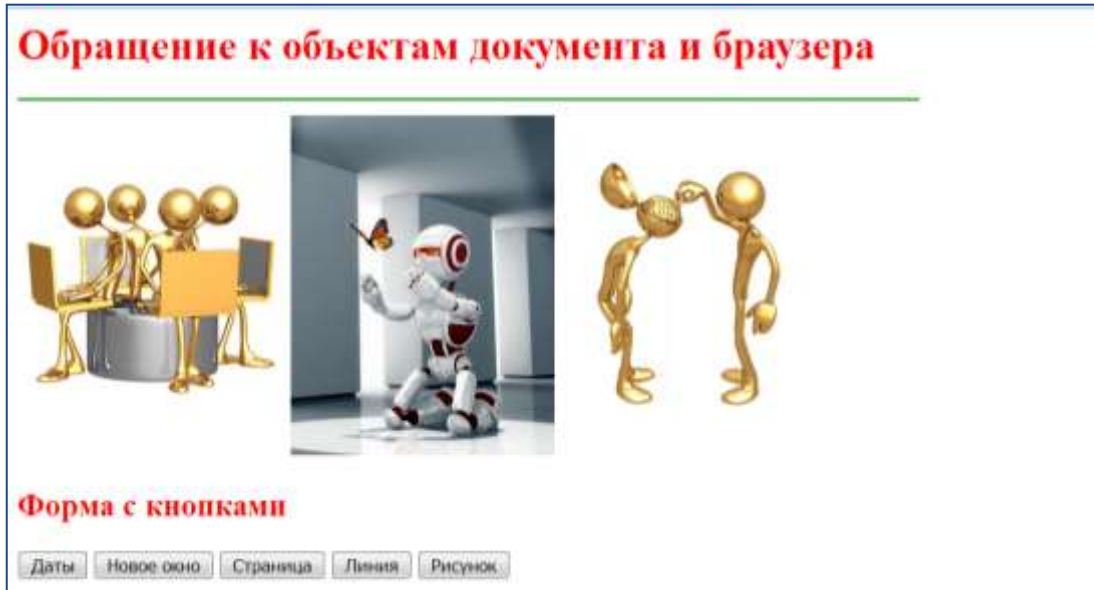 Обращение к объектам документа и браузера
Форма с кнопками
Даты Новое окно Страница Линия Рисунок